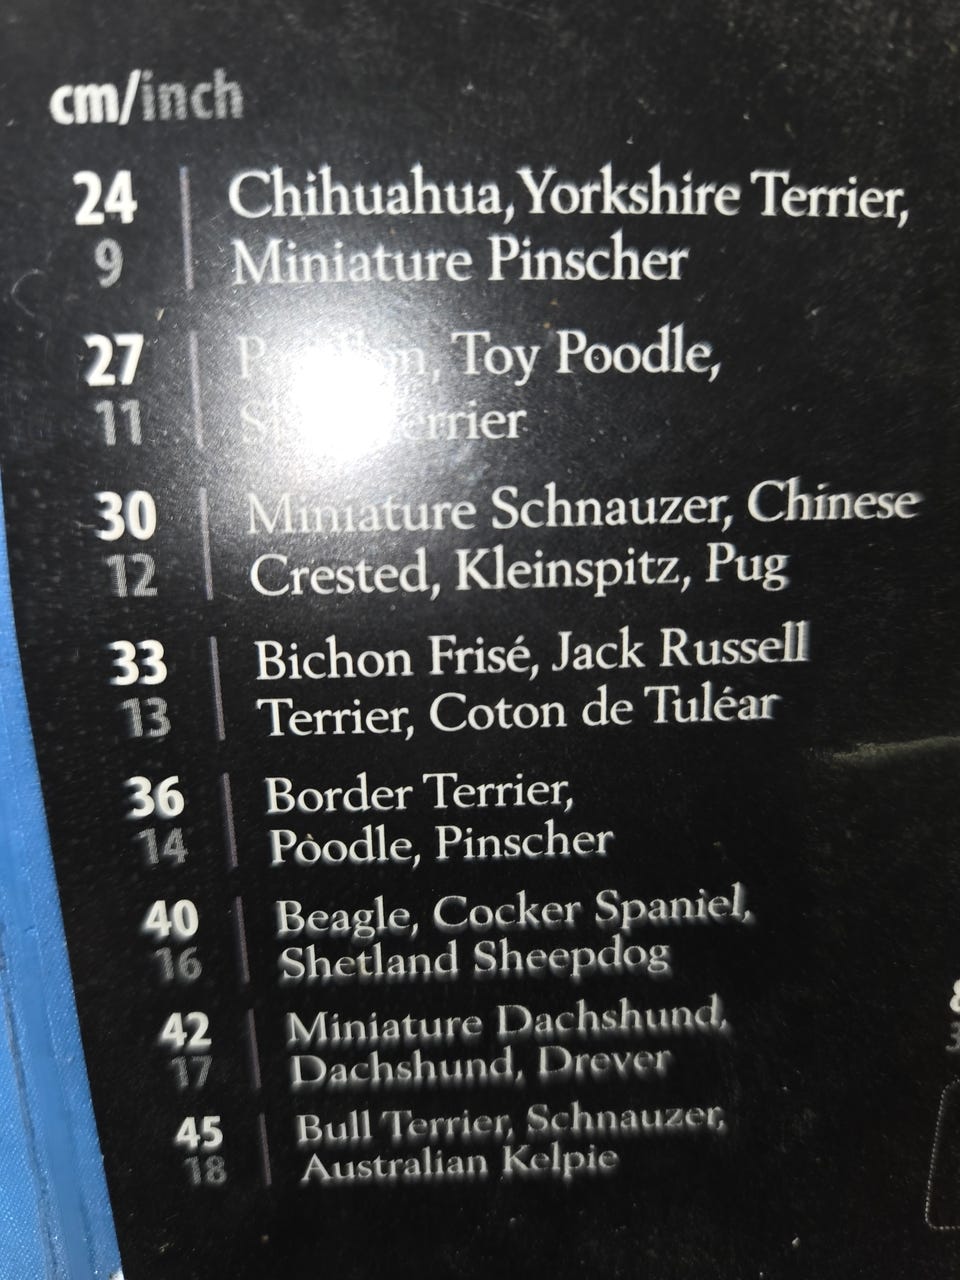 cm/inch
24 Chihuahua, Yorkshire Terrier,
9 Miniature Pinscher
27 Toy Poodle,
11
30 Miniature Schnauzer, Chinese
12 Crested, Kleinspitz, Pug
33 Bichon Frisé, Jack Russell
13 Terrier, Coton de Tuléar
36 Border Terrier,
14 Poodle, Pinscher
40 Beagle, Cocker Spaniel,
16 Shetland Sheepdog
42 Miniature Dachshund,
17 Dachshund, Drever
45 Bull Terrier, Schnauzer,
18 Australian Kelpie